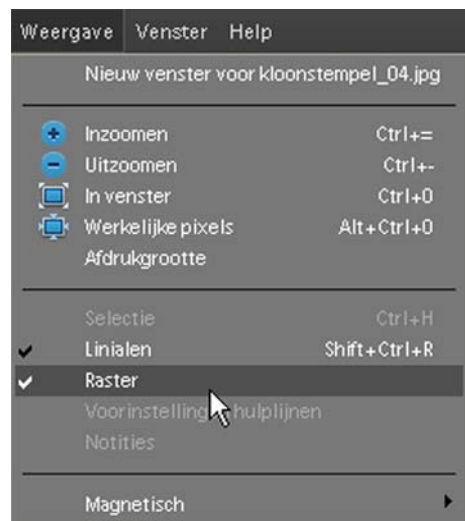 Weergave Venster Help
Nieuw venster voor kloonstempel_04.jpg
Inzoomen Ctrl+=
Uitzoomen Ctrl+-
In venster Ctrl+0
Werkelijke pixels Alt+Ctrl+0
Afdrukgrootte
Selectie Ctrl+H
Linialen Shift+Ctrl+R
Raster
Voorinstelling hulplijnen
Notities
Magnetisch